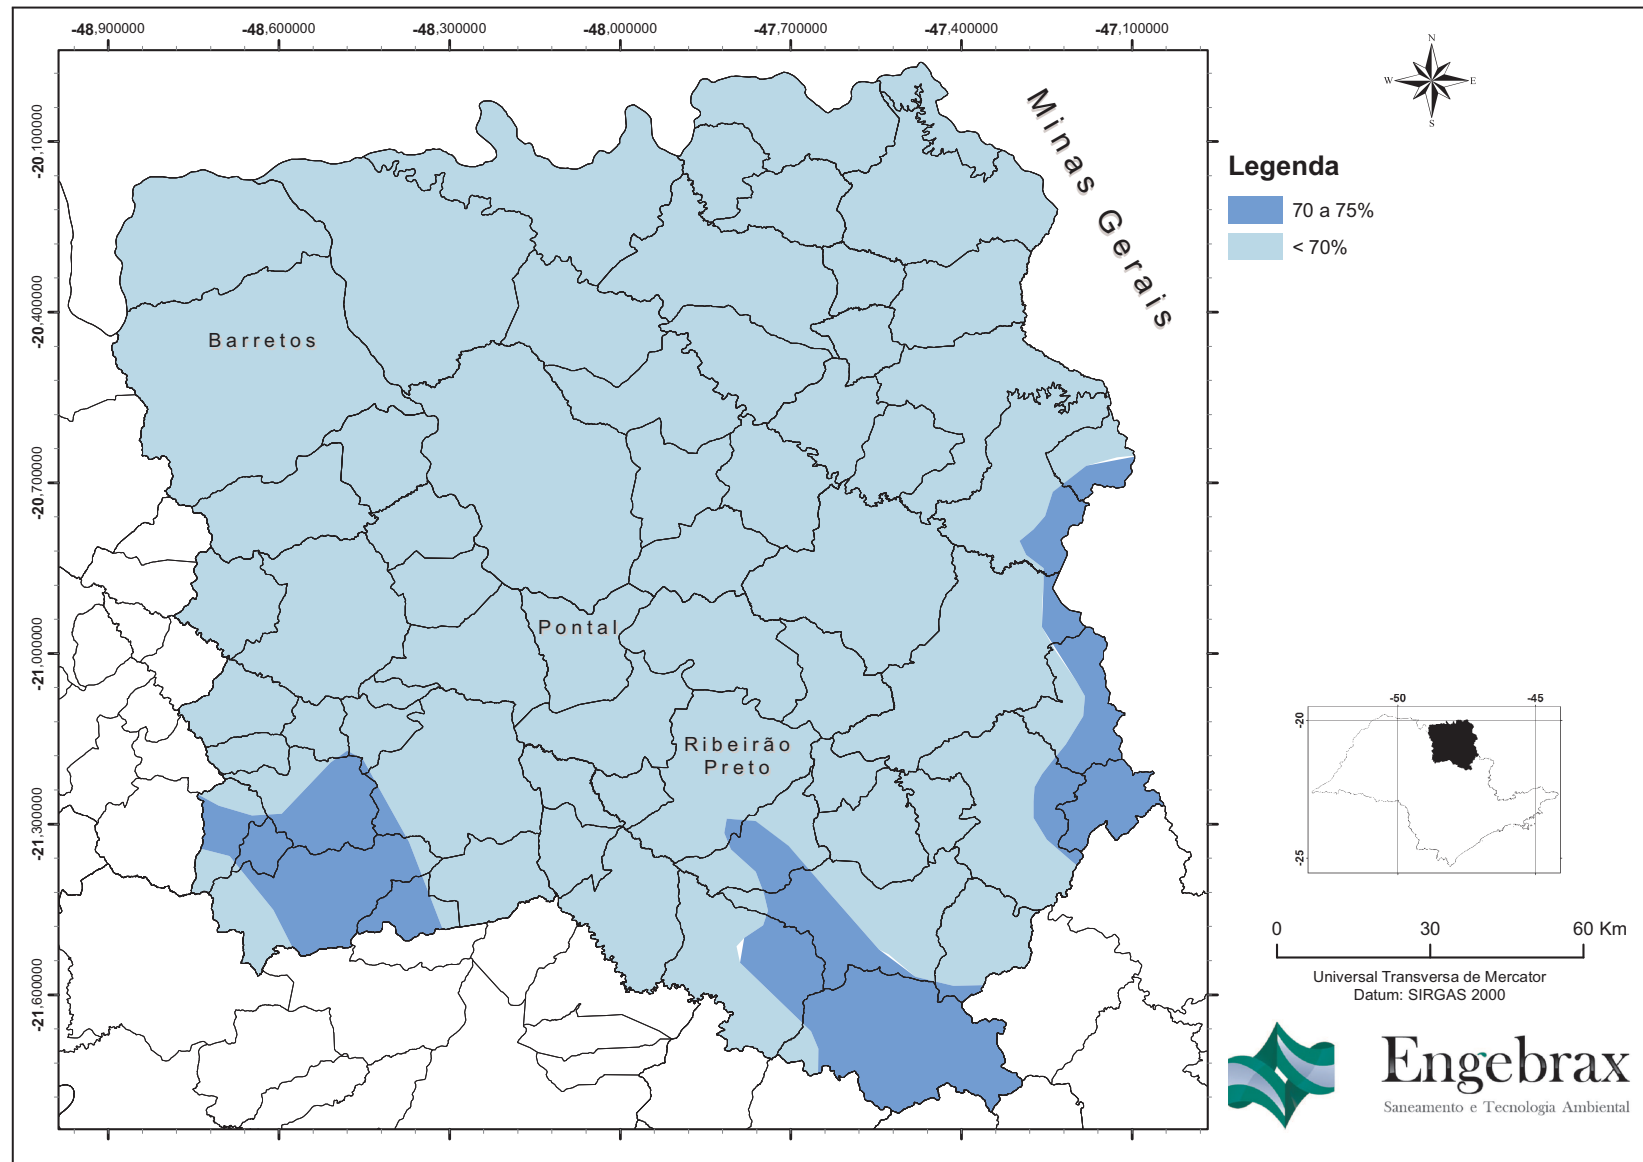 -48,900000 -48,600000 -48,300000 -48,000000 -47,700000 -47,400000 -47,100000
-20,100000
-20,400000
-20,700000
-21,000000
-21,300000
-21,600000
Minas Gerais
Barretos
Pontal
Ribeirão
Preto
N
W E
S
Legenda
70 a 75%
< 70%
-50 -45
-20
-25
0 30 60 Km
Universal Transversa de Mercator
Datum: SIRGAS 2000
Engebrax
Saneamento e Tecnologia Ambiental